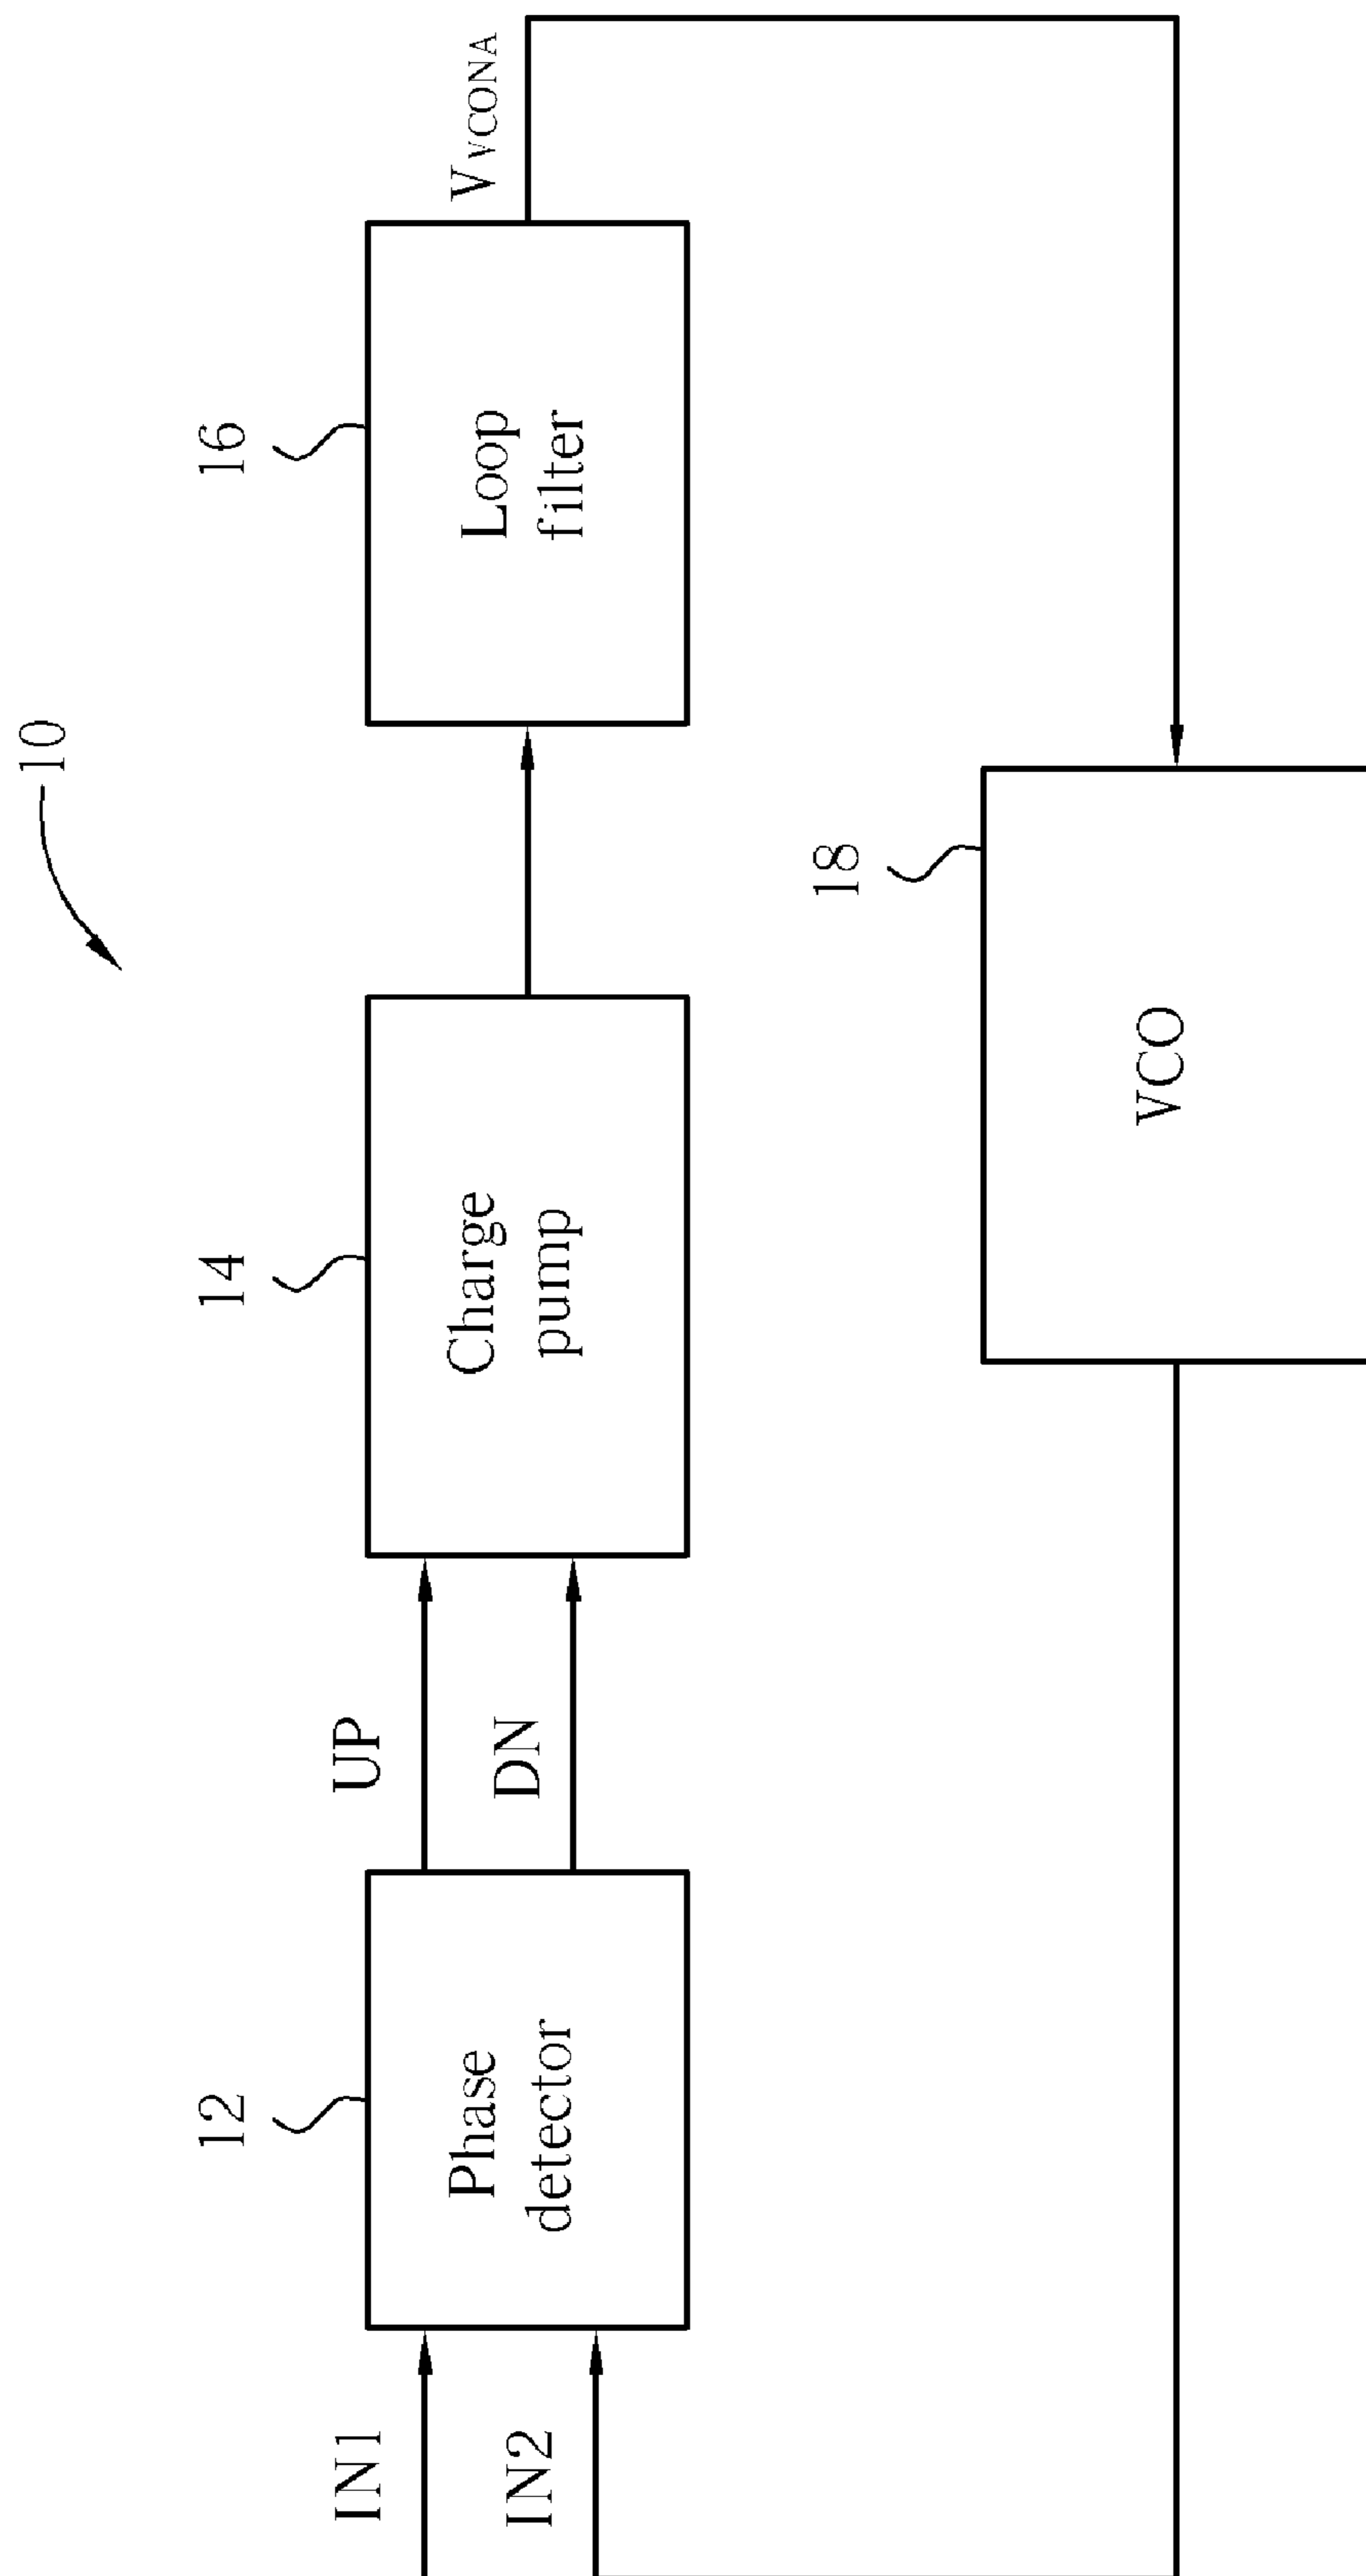 10
12
14
16
IN1
IN2
Phase
detector
UP
DN
Charge
pump
Loop
filter
VVCONA
18
VCO